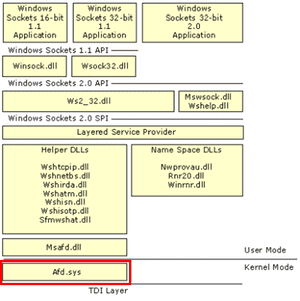 Windows
Sockets 16-bit
1.1
Application
Windows
Sockets 32-bit
1.1
Application
Windows
Sockets 32-bit
2.0
Application
Windows Sockets 1.1 API
Winsock.dll
Wsock32.dll
Windows Sockets 2.0 API
Ws2_32.dll
Mswsock.dll
Wshelp.dll
Windows Sockets 2.0 SPI
Layered Service Provider
Helper DLLs
Wshtcpip.dll
Wshnetbs.dll
Wshirda.dll
Wshatm.dll
Wshisn.dll
Wshisotp.dll
Sfmwshat.dll
Name Space DLLs
Nwprovau.dll
Rnr20.dll
Winrnr.dll
Msafd.dll
User Mode
Kernel Mode
Afd.sys
TDI Layer